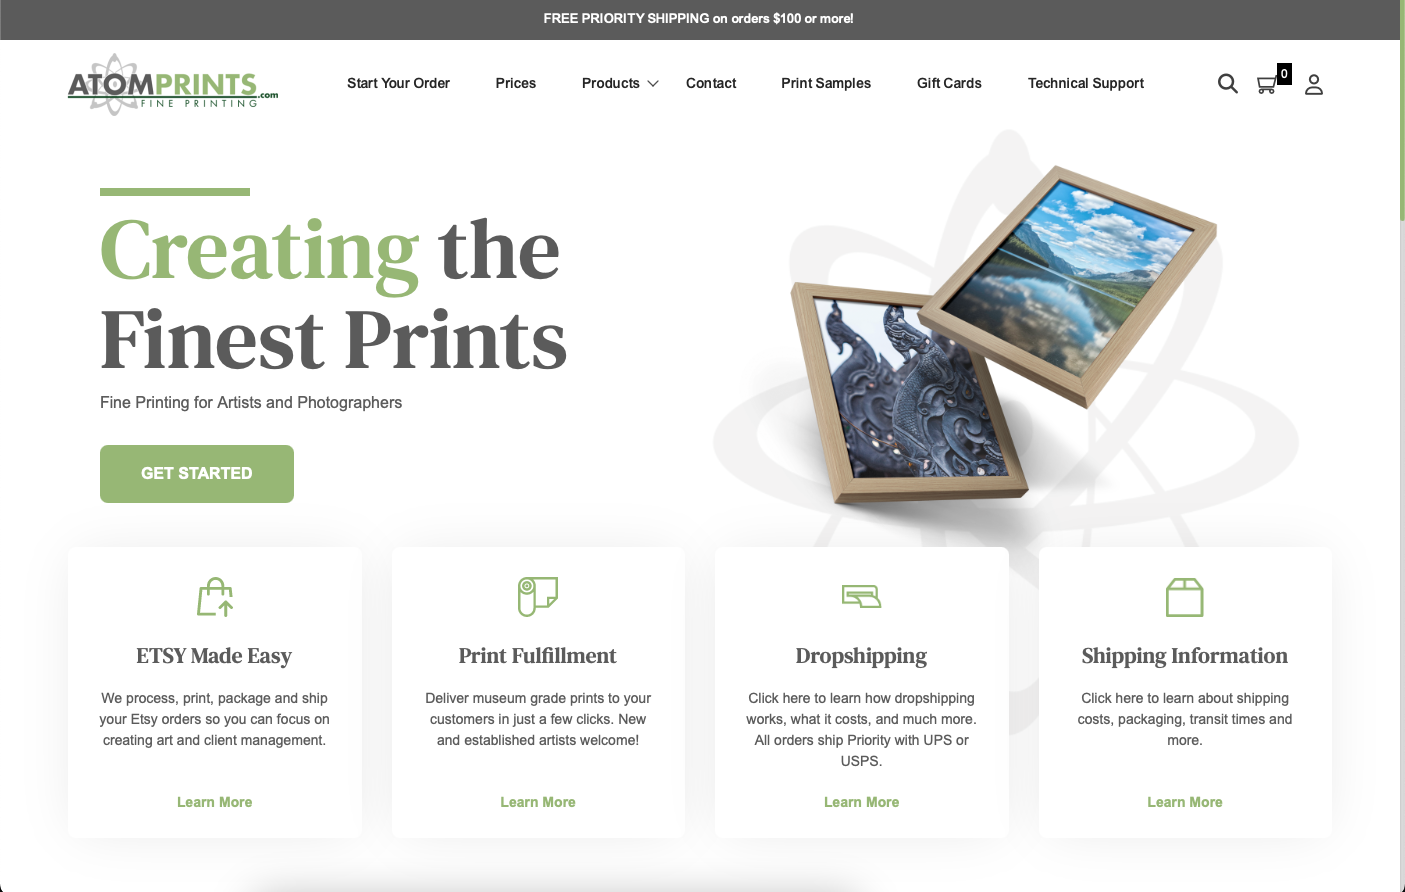 FREE PRIORITY SHIPPING on orders $100 or more!
ATOMPRINTS.com
FINE PRINTING
Start Your Order
Prices
Products
Contact
Print Samples
Gift Cards
Technical Support
0
Creating the
Finest Prints
Fine Printing for Artists and Photographers
GET STARTED
ETSY Made Easy
We process, print, package and ship
your Etsy orders so you can focus on
creating art and client management.
Learn More
Print Fulfillment
Deliver museum grade prints to your
customers in just a few clicks. New
and established artists welcome!
Learn More
Dropshipping
Click here to learn how dropshipping
works, what it costs, and much more.
All orders ship Priority with UPS or
USPS.
Learn More
Shipping Information
Click here to learn about shipping
costs, packaging, transit times and
more.
Learn More